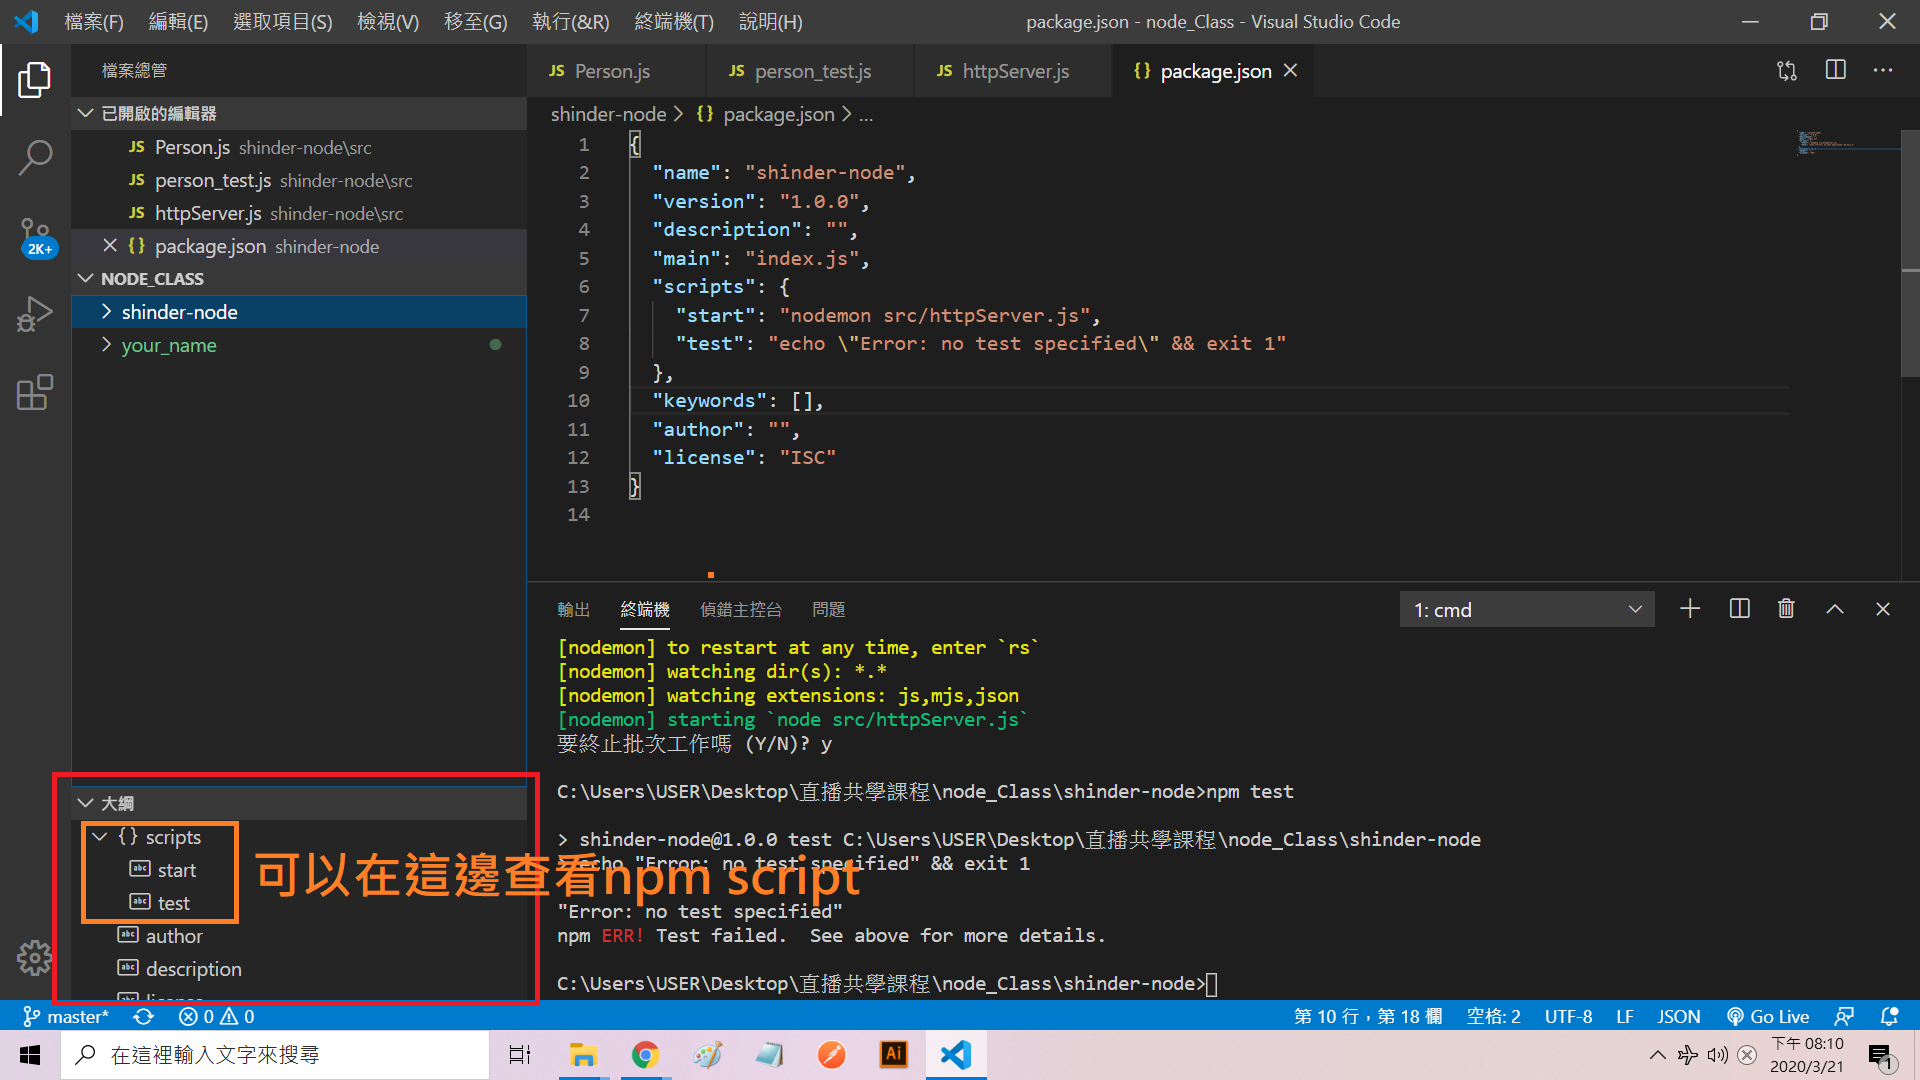 檔案(F) 編輯(E) 選取項目(S) 檢視(V) 移至(G) 執行(&R) 終端機(T) 說明(H) package.json - node_Class - Visual Studio Code
檔案總管
已開啟的編輯器
JS Person.js shinder-node\src
JS person_test.js shinder-node\src
JS httpServer.js shinder-node\src
{} package.json shinder-node
NODE_CLASS
shinder-node
your_name
2K+
大綱
{} scripts
abc start
abc test
abc author
abc description
可以在這邊查看npm script
JS Person.js JS person_test.js JS httpServer.js {} package.json
shinder-node > {} package.json > ...
1 {
2 "name": "shinder-node",
3 "version": "1.0.0",
4 "description": "",
5 "main": "index.js",
6 "scripts": {
7 "start": "nodemon src/httpServer.js",
8 "test": "echo \"Error: no test specified\" && exit 1"
9 },
10 "keywords": [],
11 "author": "",
12 "license": "ISC"
13 }
14
輸出 終端機 偵錯主控台 問題 1: cmd
[nodemon] to restart at any time, enter `rs`
[nodemon] watching dir(s): *.*
[nodemon] watching extensions: js,mjs,json
[nodemon] starting `node src/httpServer.js`
要終止批次工作嗎 (Y/N)? y
C:\Users\USER\Desktop\直播共學課程\node_Class\shinder-node>npm test
> shinder-node@1.0.0 test C:\Users\USER\Desktop\直播共學課程\node_Class\shinder-node
> echo "Error: no test specified" && exit 1
"Error: no test specified"
npm ERR! Test failed.  See above for more details.
C:\Users\USER\Desktop\直播共學課程\node_Class\shinder-node>
master* 0 0 第 10 行，第 18 欄 空格: 2 UTF-8 LF JSON Go Live
在這裡輸入文字來搜尋
Ai
下午 08:10
2020/3/21
1